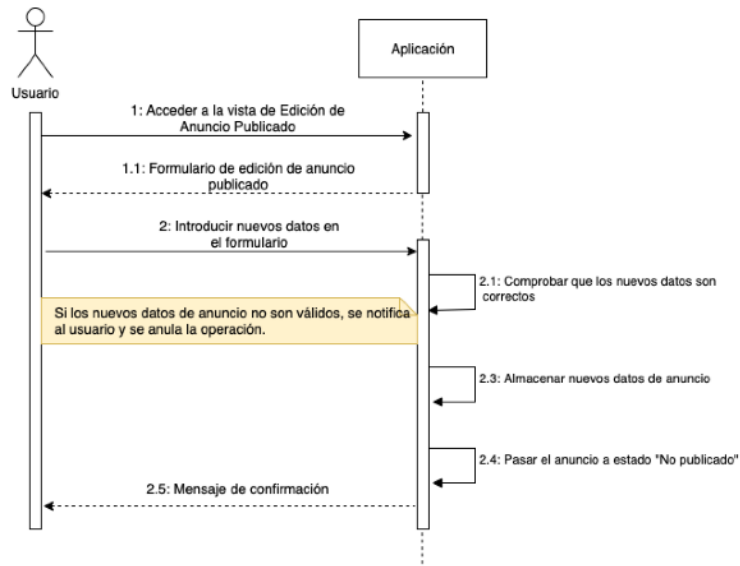 Aplicación
Usuario
1: Acceder a la vista de Edición de
Anuncio Publicado
1.1: Formulario de edición de anuncio
publicado
2: Introducir nuevos datos en
el formulario
2.1: Comprobar que los nuevos datos son
correctos
Si los nuevos datos de anuncio no son válidos, se notifica
al usuario y se anula la operación.
2.3: Almacenar nuevos datos de anuncio
2.4: Pasar el anuncio a estado "No publicado"
2.5: Mensaje de confirmación